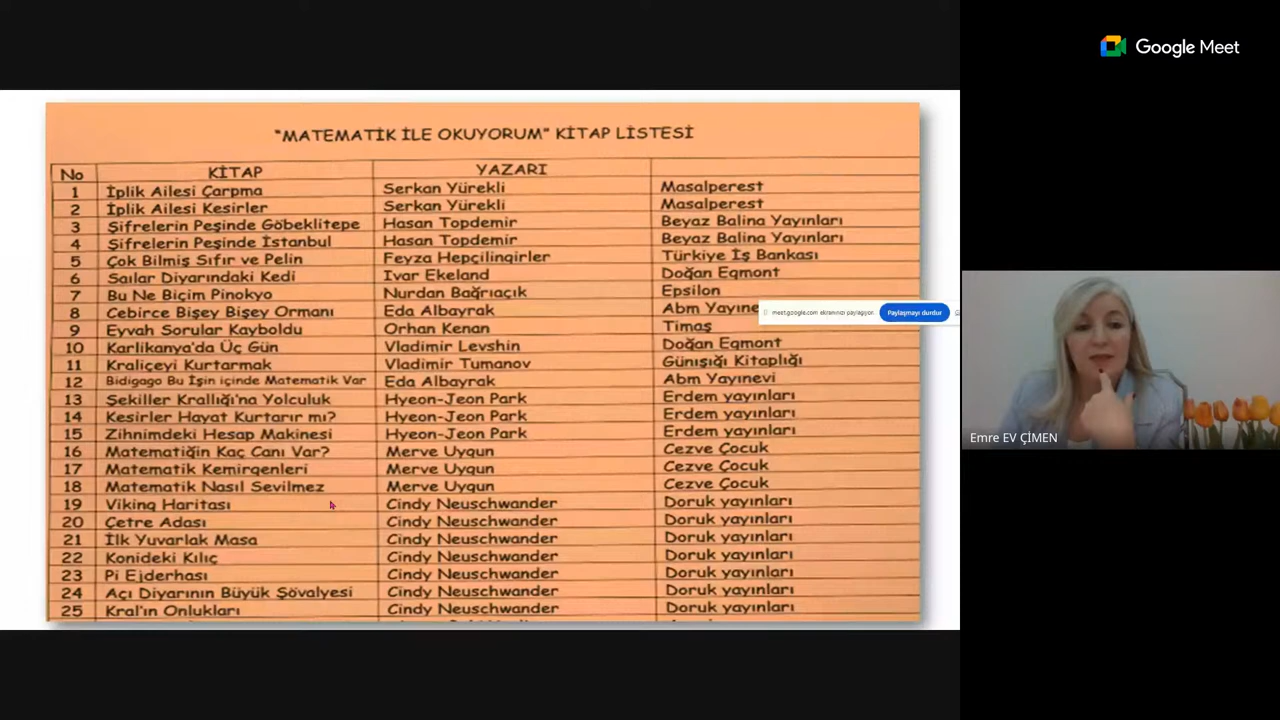 Google Meet
"MATEMATİK İLE OKUYORUM" KİTAP LİSTESİ
No KİTAP YAZARI
1 İplik Ailesi Çarpma Serkan Yürekli Masalperest
2 İplik Ailesi Kesirler Serkan Yürekli Masalperest
3 Şifrelerin Peşinde Göbeklitepe Hasan Topdemir Beyaz Balina Yayınları
4 Şifrelerin Peşinde İstanbul Hasan Topdemir Beyaz Balina Yayınları
5 Çok Bilmiş Sıfır ve Pelin Feyza Hepçilingirler Türkiye İş Bankası
6 Sayılar Diyarındaki Kedi Ivar Ekeland Doğan Egmont
7 Bu Ne Biçim Pinokyo Nurdan Bağrıaçık Epsilon
8 Cebirce Bişey Bişey Ormanı Eda Albayrak Abm Yayıne
meet.google.com ekranınızı paylaşıyor. Paylaşmayı durdur
9 Eyvah Sorular Kayboldu Orhan Kenan Timaş
10 Karlikanya'da Üç Gün Vladimir Levshin Doğan Egmont
11 Kraliçeyi Kurtarmak Vladimir Tumanov Günışığı Kitaplığı
12 Bidigago Bu İşin içinde Matematik Var Eda Albayrak Abm Yayınevi
13 Şekiller Krallığı'na Yolculuk Hyeon-Jeon Park Erdem yayınları
14 Kesirler Hayat Kurtarır mı? Hyeon-Jeon Park Erdem yayınları
15 Zihnimdeki Hesap Makinesi Hyeon-Jeon Park Erdem yayınları
16 Matematiğin Kaç Canı Var? Merve Uygun Cezve Çocuk
17 Matematik Kemirgenleri Merve Uygun Cezve Çocuk
18 Matematik Nasıl Sevilmez Merve Uygun Cezve Çocuk
19 Viking Haritası Cindy Neuschwander Doruk yayınları
20 Çetre Adası Cindy Neuschwander Doruk yayınları
21 İlk Yuvarlak Masa Cindy Neuschwander Doruk yayınları
22 Konideki Kılıç Cindy Neuschwander Doruk yayınları
23 Pi Ejderhası Cindy Neuschwander Doruk yayınları
24 Açı Diyarının Büyük Şövalyesi Cindy Neuschwander Doruk yayınları
25 Kral'ın Onlukları Cindy Neuschwander Doruk yayınları
Emre EV ÇİMEN